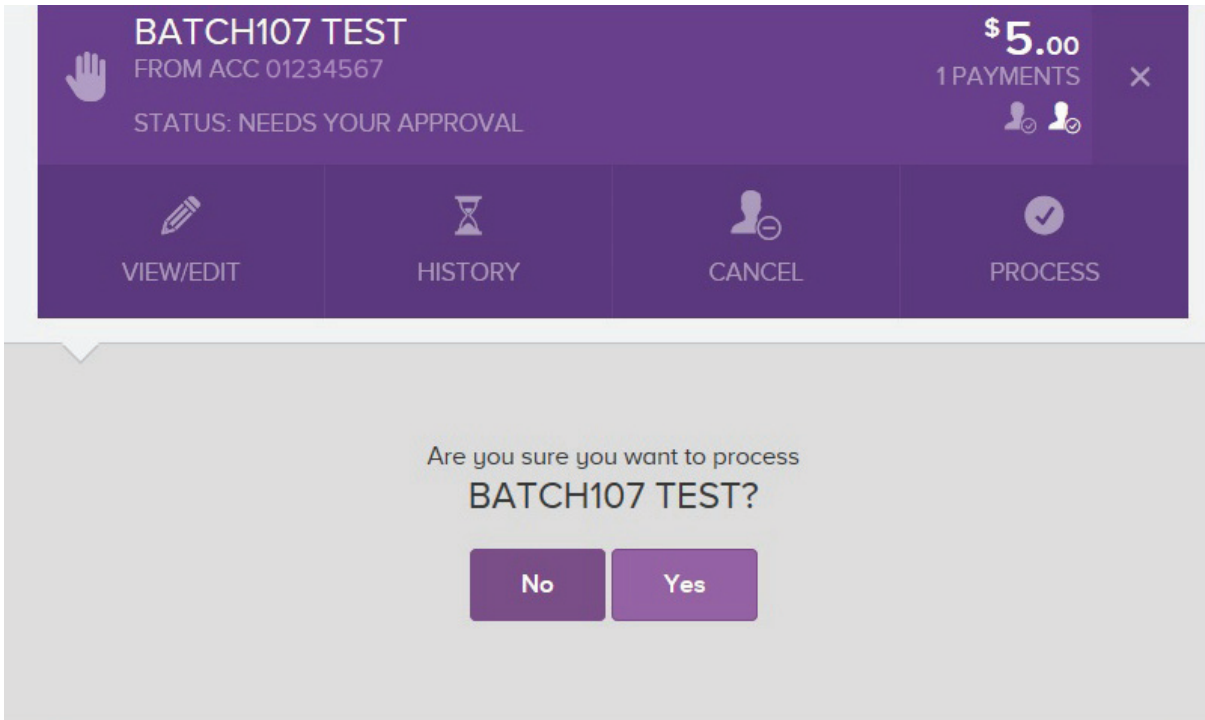 BATCH107 TEST
FROM ACC 01234567
STATUS: NEEDS YOUR APPROVAL
$5.00
1 PAYMENTS
VIEW/EDIT
HISTORY
CANCEL
PROCESS
Are you sure you want to process
BATCH107 TEST?
No
Yes